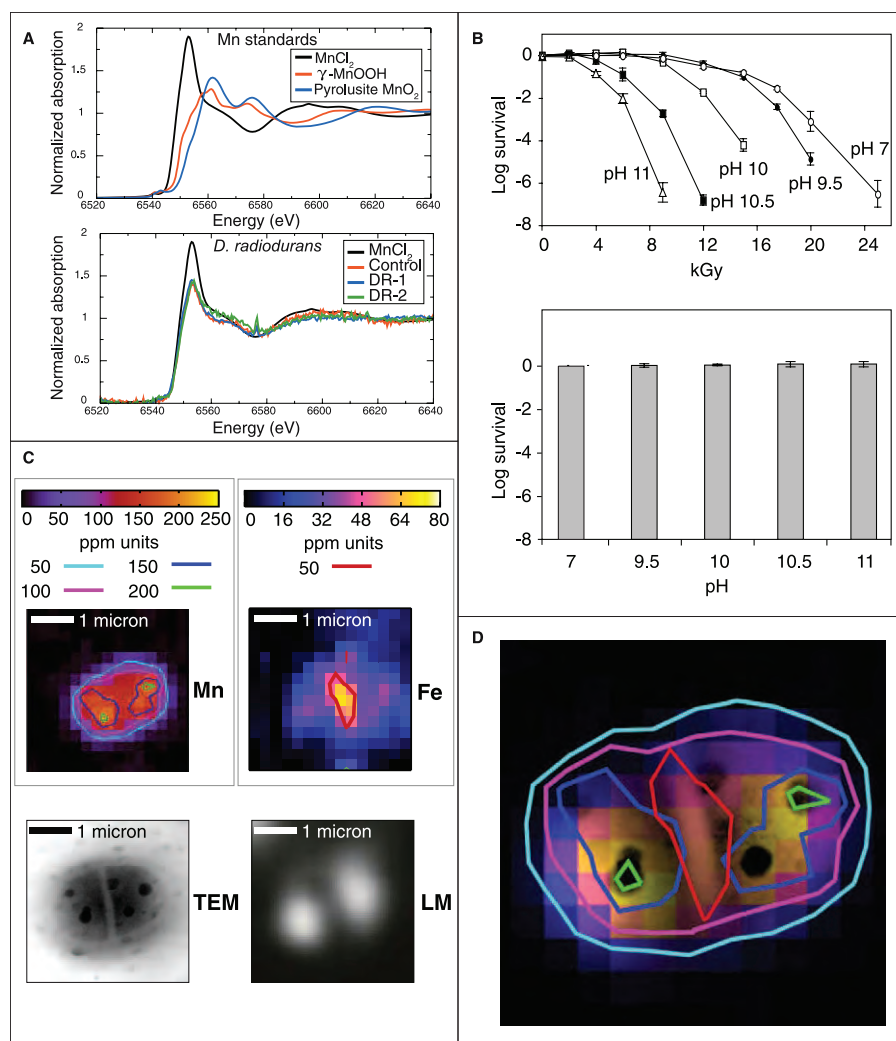 A
Mn standards
MnCl2
γ-MnOOH
Pyrolusite MnO2
Normalized absorption
2
1.5
1
0.5
0
6520 6540 6560 6580 6600 6620 6640
Energy (eV)
D. radiodurans
MnCl2
Control
DR-1
DR-2
Normalized absorption
2
1.5
1
0.5
0
6520 6540 6560 6580 6600 6620 6640
Energy (eV)
B
Log survival
0
-2
-4
-6
-8
pH 11
pH 10.5
pH 10
pH 9.5
pH 7
0 4 8 12 16 20 24
kGy
Log survival
0
-2
-4
-6
-8
7 9.5 10 10.5 11
pH
C
0 50 100 150 200 250
ppm units
50 150
100 200
1 micron
Mn
0 16 32 48 64 80
ppm units
50
1 micron
Fe
1 micron
TEM
1 micron
LM
D